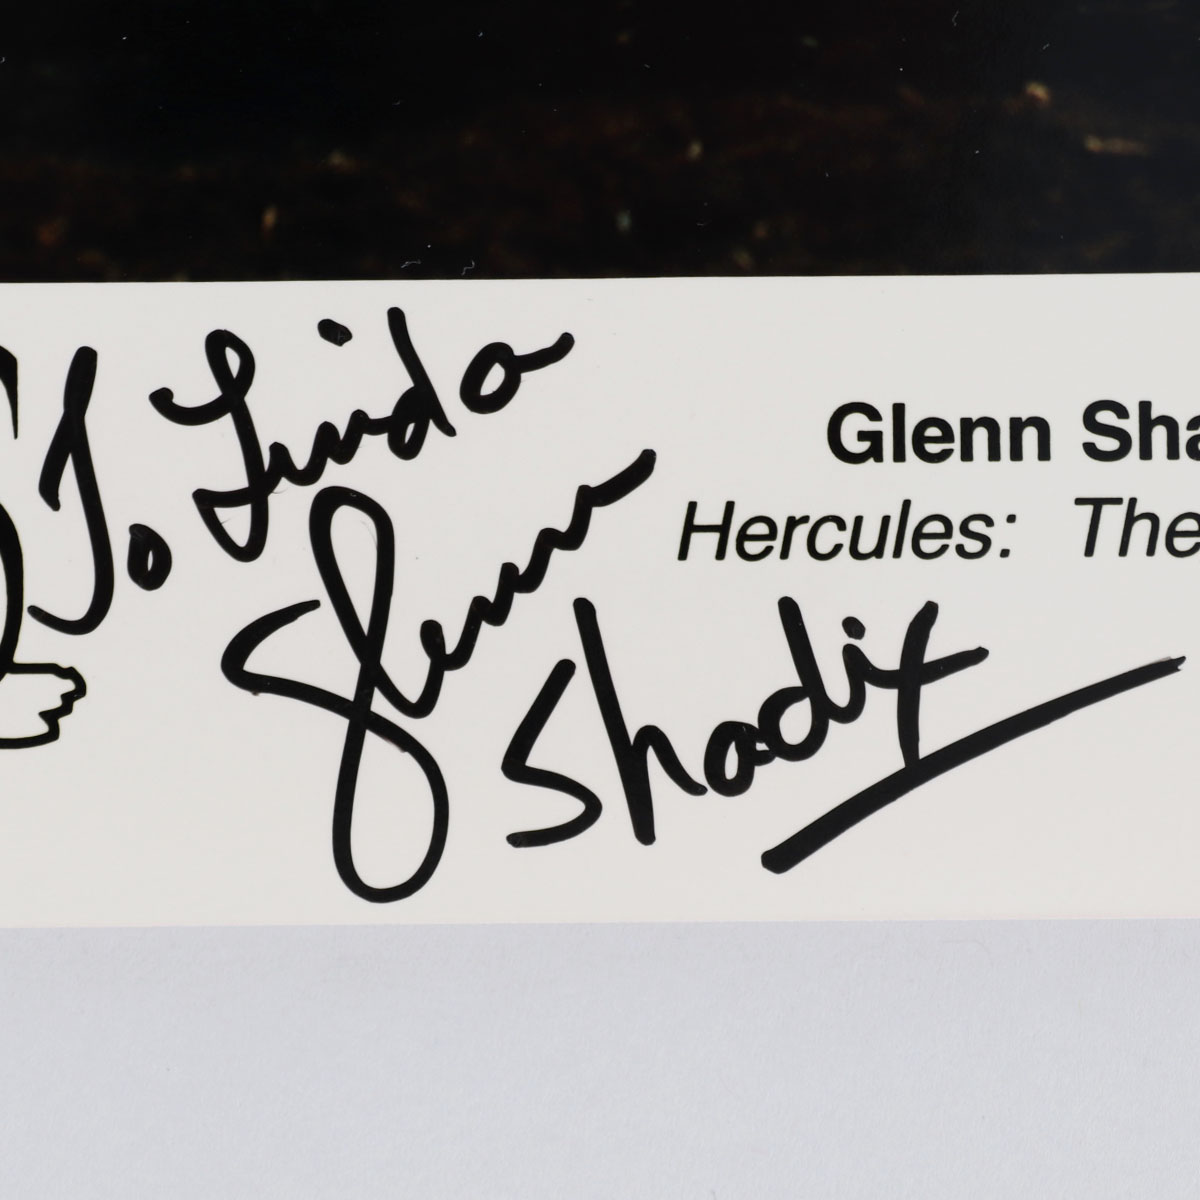 To Linda
Glenn
Shadix
Glenn Sha
Hercules: The